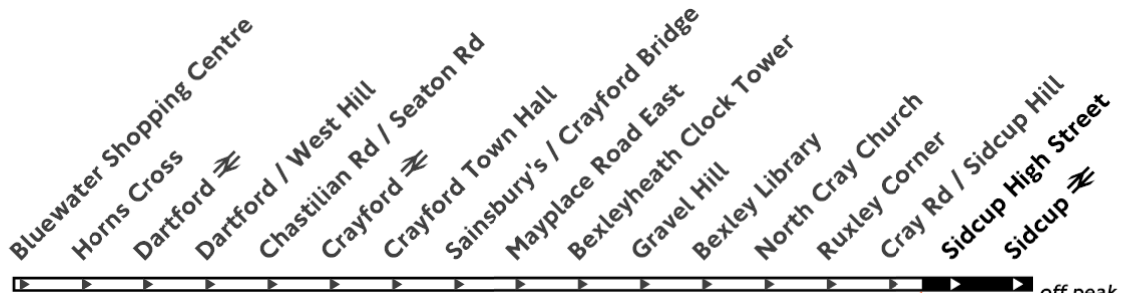 Bluewater Shopping Centre
Horns Cross
Dartford
Dartford / West Hill
Chastilian Rd / Seaton Rd
Crayford
Crayford Town Hall
Sainsbury's / Crayford Bridge
Mayplace Road East
Bexleyheath Clock Tower
Gravel Hill
Bexley Library
North Cray Church
Ruxley Corner
Cray Rd / Sidcup Hill
Sidcup High Street
Sidcup
off peak